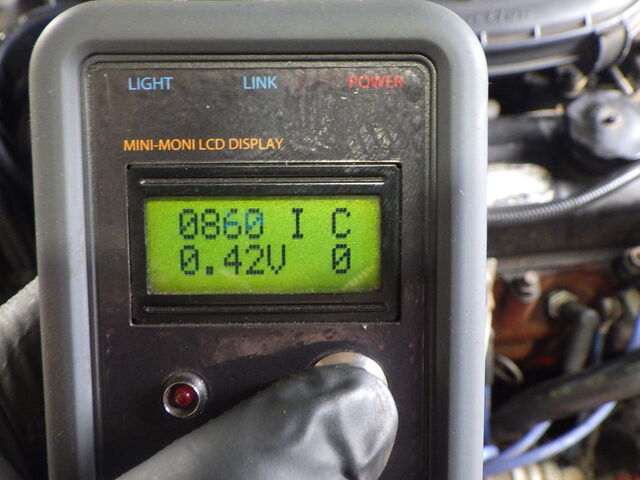 LIGHT LINK POWER
MINI-MONI LCD DISPLAY
0860 I C
0.42V 0